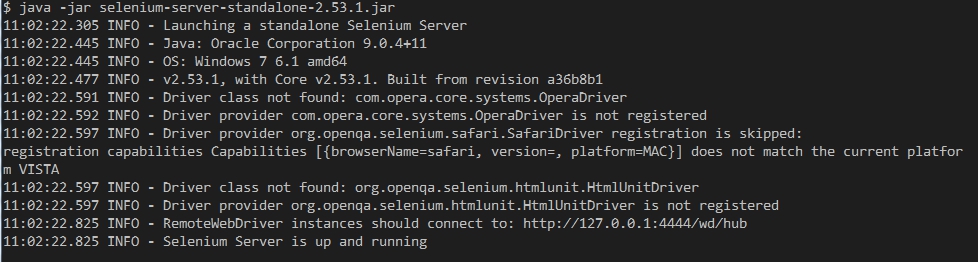 $ java -jar selenium-server-standalone-2.53.1.jar
11:02:22.305 INFO - Launching a standalone Selenium Server
11:02:22.445 INFO - Java: Oracle Corporation 9.0.4+11
11:02:22.445 INFO - OS: Windows 7 6.1 amd64
11:02:22.477 INFO - v2.53.1, with Core v2.53.1. Built from revision a36b8b1
11:02:22.591 INFO - Driver class not found: com.opera.core.systems.OperaDriver
11:02:22.592 INFO - Driver provider com.opera.core.systems.OperaDriver is not registered
11:02:22.597 INFO - Driver provider org.openqa.selenium.safari.SafariDriver registration is skipped:
registration capabilities Capabilities [{browserName=safari, version=, platform=MAC}] does not match the current platfor
m VISTA
11:02:22.597 INFO - Driver class not found: org.openqa.selenium.htmlunit.HtmlUnitDriver
11:02:22.597 INFO - Driver provider org.openqa.selenium.htmlunit.HtmlUnitDriver is not registered
11:02:22.825 INFO - RemoteWebDriver instances should connect to: http://127.0.0.1:4444/wd/hub
11:02:22.825 INFO - Selenium Server is up and running